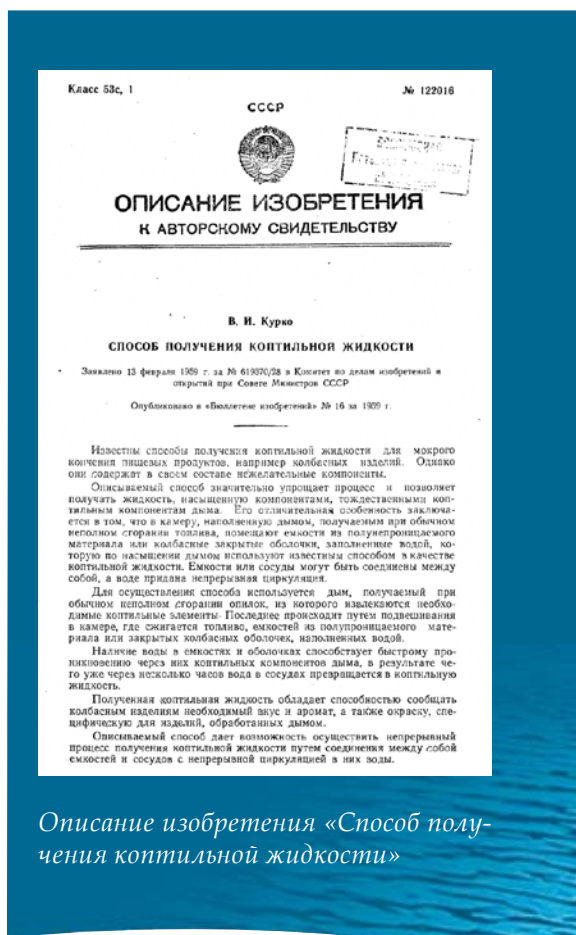 Класс 53c, 1 № 122016
СССР
ОПИСАНИЕ ИЗОБРЕТЕНИЯ
К АВТОРСКОМУ СВИДЕТЕЛЬСТВУ
В. И. Курко
СПОСОБ ПОЛУЧЕНИЯ КОПТИЛЬНОЙ ЖИДКОСТИ
Заявлено 13 февраля 1959 г. за № 619370/28 в Комитет по делам изобретений и
открытий при Совете Министров СССР
Опубликовано в «Бюллетене изобретений» № 16 за 1959 г.
Известны способы получения коптильной жидкости для мокрого
копчения пищевых продуктов, например колбасных изделий. Однако
они содержат в своем составе нежелательные компоненты.
Описываемый способ значительно упрощает процесс и позволяет
получать жидкость, насыщенную компонентами, тождественными коп-
тильным компонентам дыма. Его отличительная особенность заключа-
ется в том, что в камеру, наполненную дымом, получаемым при обычном
неполном сгорании топлива, помещают емкости из полунепроницаемого
материала или колбасные закрытые оболочки, заполненные водой, ко-
торую по насыщении дымом используют известным способом в качестве
коптильной жидкости. Емкости или сосуды могут быть соединены между
собой, а воде придана непрерывная циркуляция.
Для осуществления способа используется дым, получаемый при
обычном неполном сгорании опилок, из которого извлекаются необхо-
димые коптильные элементы. Последнее происходит путем подвешивания
в камере, где сжигается топливо, емкостей из полупроницаемого мате-
риала или закрытых колбасных оболочек, наполненных водой.
Наличие воды в емкостях и оболочках способствует быстрому про-
никновению через них коптильных компонентов дыма, в результате че-
го уже через несколько часов вода в сосудах превращается в коптильную
жидкость.
Полученная коптильная жидкость обладает способностью сообщать
колбасным изделиям необходимый вкус и аромат, а также окраску, спе-
цифическую для изделий, обработанных дымом.
Описываемый способ дает возможность осуществить непрерывный
процесс получения коптильной жидкости путем соединения между собой
емкостей и сосудов с непрерывной циркуляцией в них воды.
Описание изобретения «Способ полу-
чения коптильной жидкости»